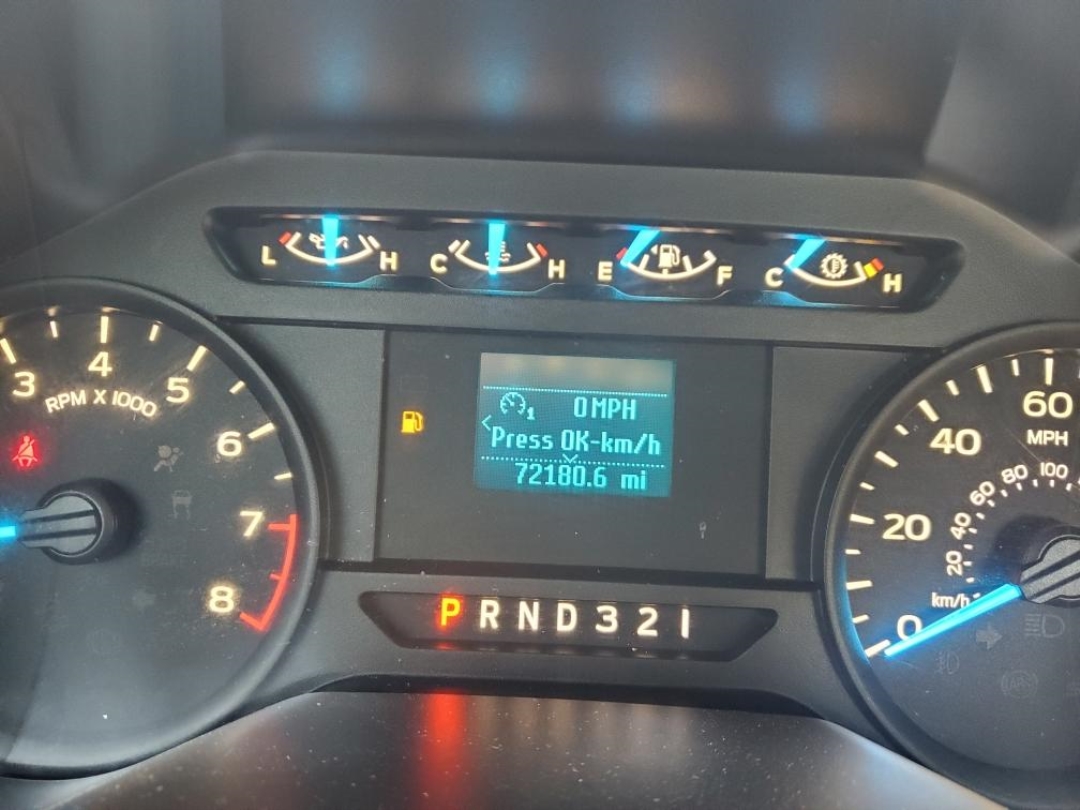 L H C H E F C H
3 4 5 6 7 8
RPM X 1000
0 MPH
Press OK-km/h
72180.6 mi
P R N D 3 2 1
0 20 40 60
MPH
20 40 60 80 100
km/h
ABS